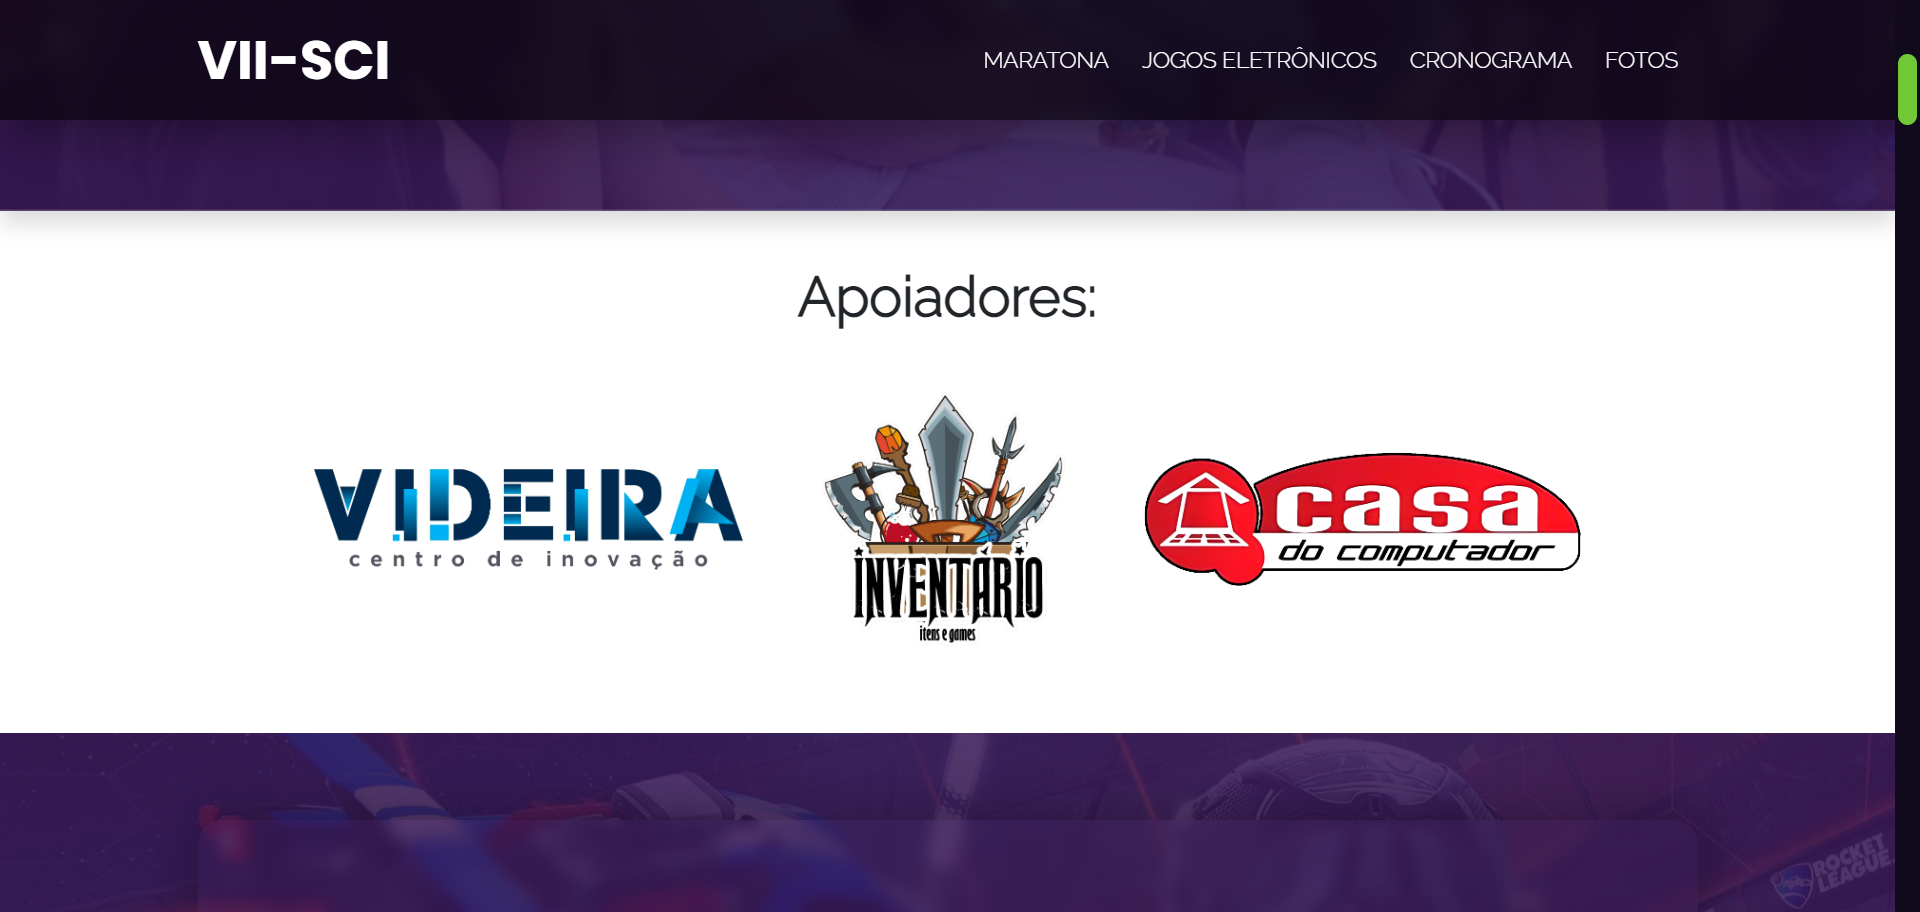 VII-SCI
MARATONA
JOGOS ELETRÔNICOS
CRONOGRAMA
FOTOS
Apoiadores:
VIDEIRA
centro de inovação
INVENTÁRIO
itens e games
casa
do computador
ROCKET
LEAGUE.